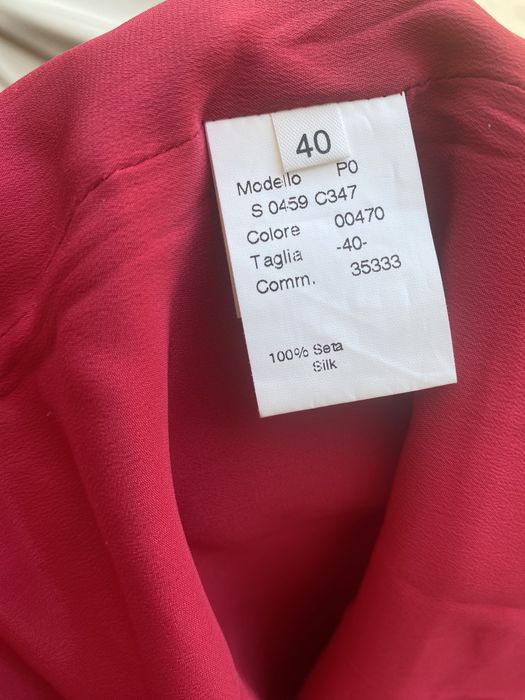 40
Modello P0
S 0459 C347
Colore 00470
Taglia -40-
Comm. 35333
100% Seta
Silk